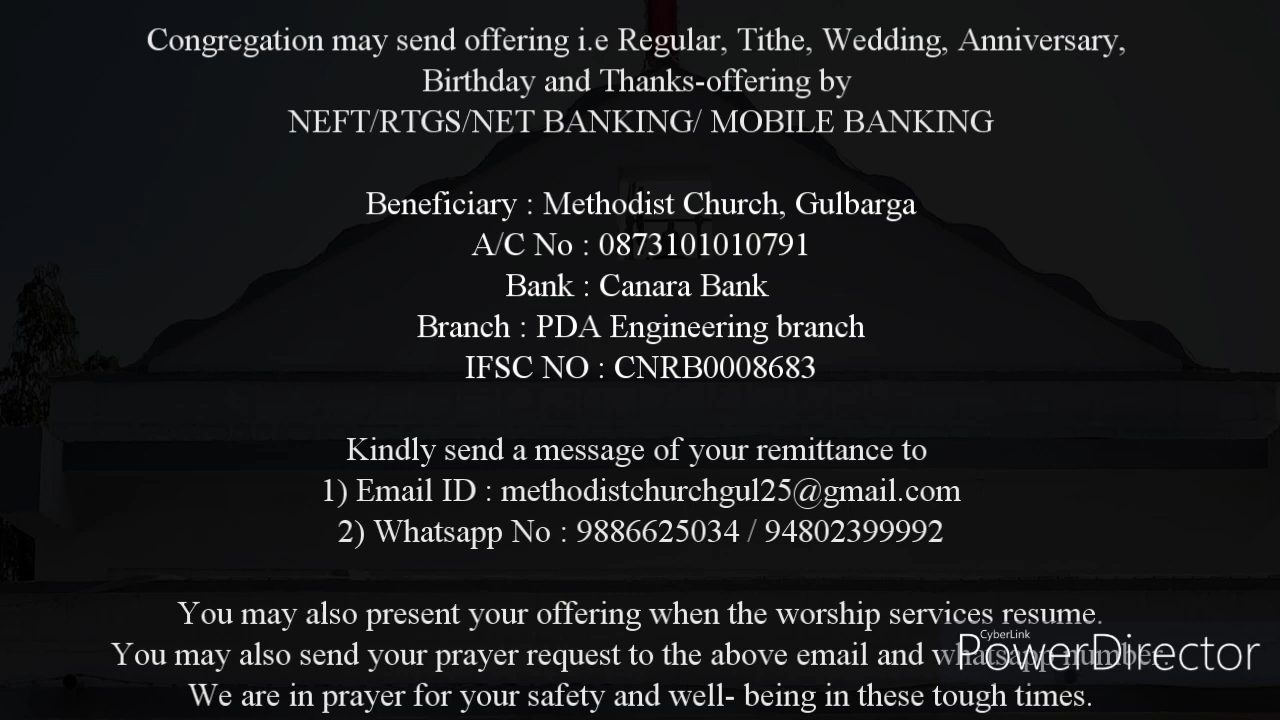 Congregation may send offering i.e Regular, Tithe, Wedding, Anniversary,
Birthday and Thanks-offering by
NEFT/RTGS/NET BANKING/ MOBILE BANKING
Beneficiary : Methodist Church, Gulbarga
A/C No : 0873101010791
Bank : Canara Bank
Branch : PDA Engineering branch
IFSC NO : CNRB0008683
Kindly send a message of your remittance to
1) Email ID : methodistchurchgul25@gmail.com
2) Whatsapp No : 9886625034 / 94802399992
You may also present your offering when the worship services resume.
You may also send your prayer request to the above email and whatsapp number.
CyberLink
PowerDirector
We are in prayer for your safety and well- being in these tough times.